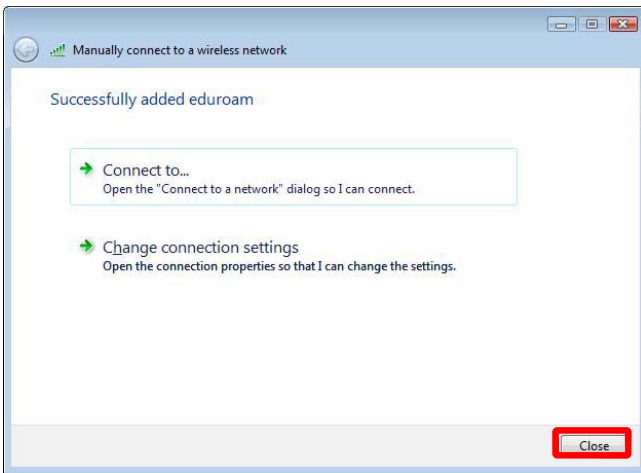 Manually connect to a wireless network
Successfully added eduroam
Connect to...
Open the "Connect to a network" dialog so I can connect.
Change connection settings
Open the connection properties so that I can change the settings.
Close